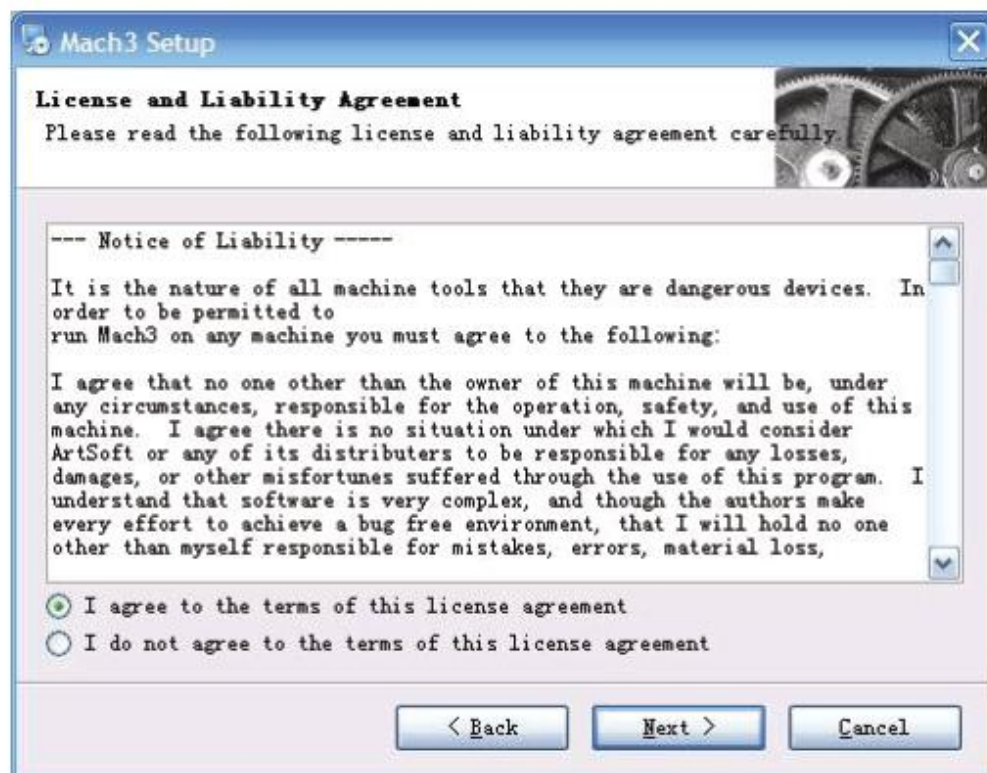 Mach3 Setup
License and Liability Agreement
Please read the following license and liability agreement carefully.
--- Notice of Liability -----
It is the nature of all machine tools that they are dangerous devices.  In
order to be permitted to
run Mach3 on any machine you must agree to the following:
I agree that no one other than the owner of this machine will be, under
any circumstances, responsible for the operation, safety, and use of this
machine.  I agree there is no situation under which I would consider
ArtSoft or any of its distributers to be responsible for any losses,
damages, or other misfortunes suffered through the use of this program.  I
understand that software is very complex, and though the authors make
every effort to achieve a bug free environment, that I will hold no one
other than myself responsible for mistakes, errors, material loss,
I agree to the terms of this license agreement
I do not agree to the terms of this license agreement
< Back
Next >
Cancel